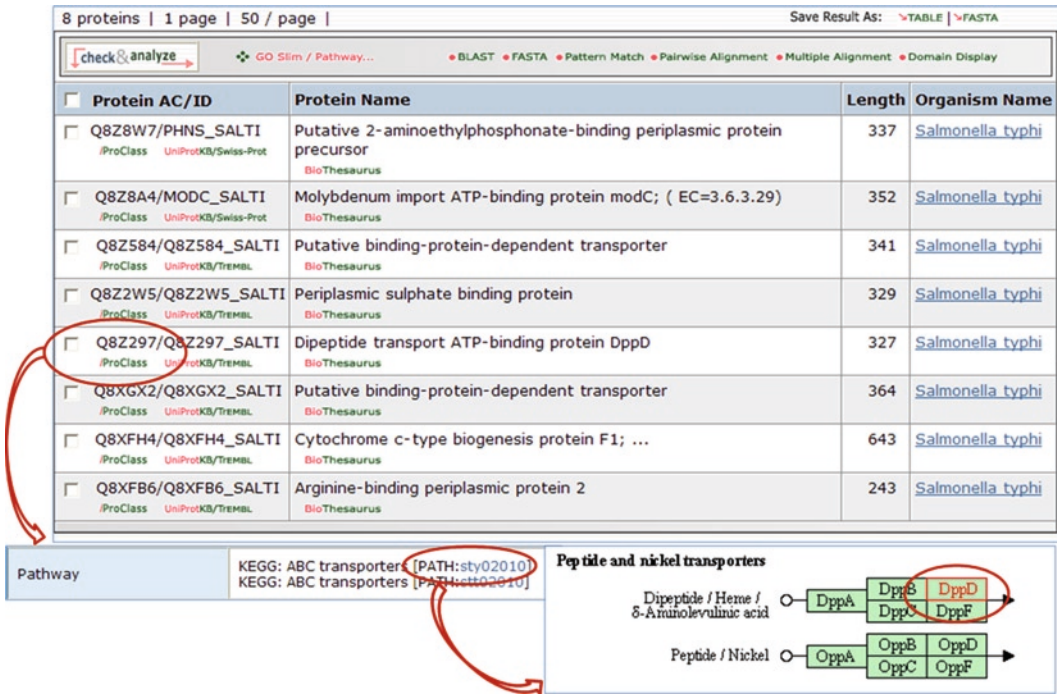 8 proteins | 1 page | 50 / page | Save Result As: TABLE | FASTA
check&analyze GO Slim / Pathway... BLAST FASTA Pattern Match Pairwise Alignment Multiple Alignment Domain Display
Protein AC/ID Protein Name Length Organism Name
Q8Z8W7/PHNS_SALTI Putative 2-aminoethylphosphonate-binding periplasmic protein 337 Salmonella typhi
iProClass UniProtKB/Swiss-Prot precursor
BioThesaurus
Q8Z8A4/MODC_SALTI Molybdenum import ATP-binding protein modC; ( EC=3.6.3.29) 352 Salmonella typhi
iProClass UniProtKB/Swiss-Prot BioThesaurus
Q8Z584/Q8Z584_SALTI Putative binding-protein-dependent transporter 341 Salmonella typhi
iProClass UniProtKB/TrEMBL BioThesaurus
Q8Z2W5/Q8Z2W5_SALTI Periplasmic sulphate binding protein 329 Salmonella typhi
iProClass UniProtKB/TrEMBL BioThesaurus
Q8Z297/Q8Z297_SALTI Dipeptide transport ATP-binding protein DppD 327 Salmonella typhi
iProClass UniProtKB/TrEMBL BioThesaurus
Q8XGX2/Q8XGX2_SALTI Putative binding-protein-dependent transporter 364 Salmonella typhi
iProClass UniProtKB/TrEMBL BioThesaurus
Q8XFH4/Q8XFH4_SALTI Cytochrome c-type biogenesis protein F1; ... 643 Salmonella typhi
iProClass UniProtKB/TrEMBL BioThesaurus
Q8XFB6/Q8XFB6_SALTI Arginine-binding periplasmic protein 2 243 Salmonella typhi
iProClass UniProtKB/TrEMBL BioThesaurus
Pathway
KEGG: ABC transporters [PATH:sty02010]
KEGG: ABC transporters [PATH:stt02010]
Peptide and nickel transporters
Dipeptide / Heme /
δ-Aminolevulinic acid
DppA DppB DppD
DppC DppF
Peptide / Nickel OppA OppB OppD
OppC OppF